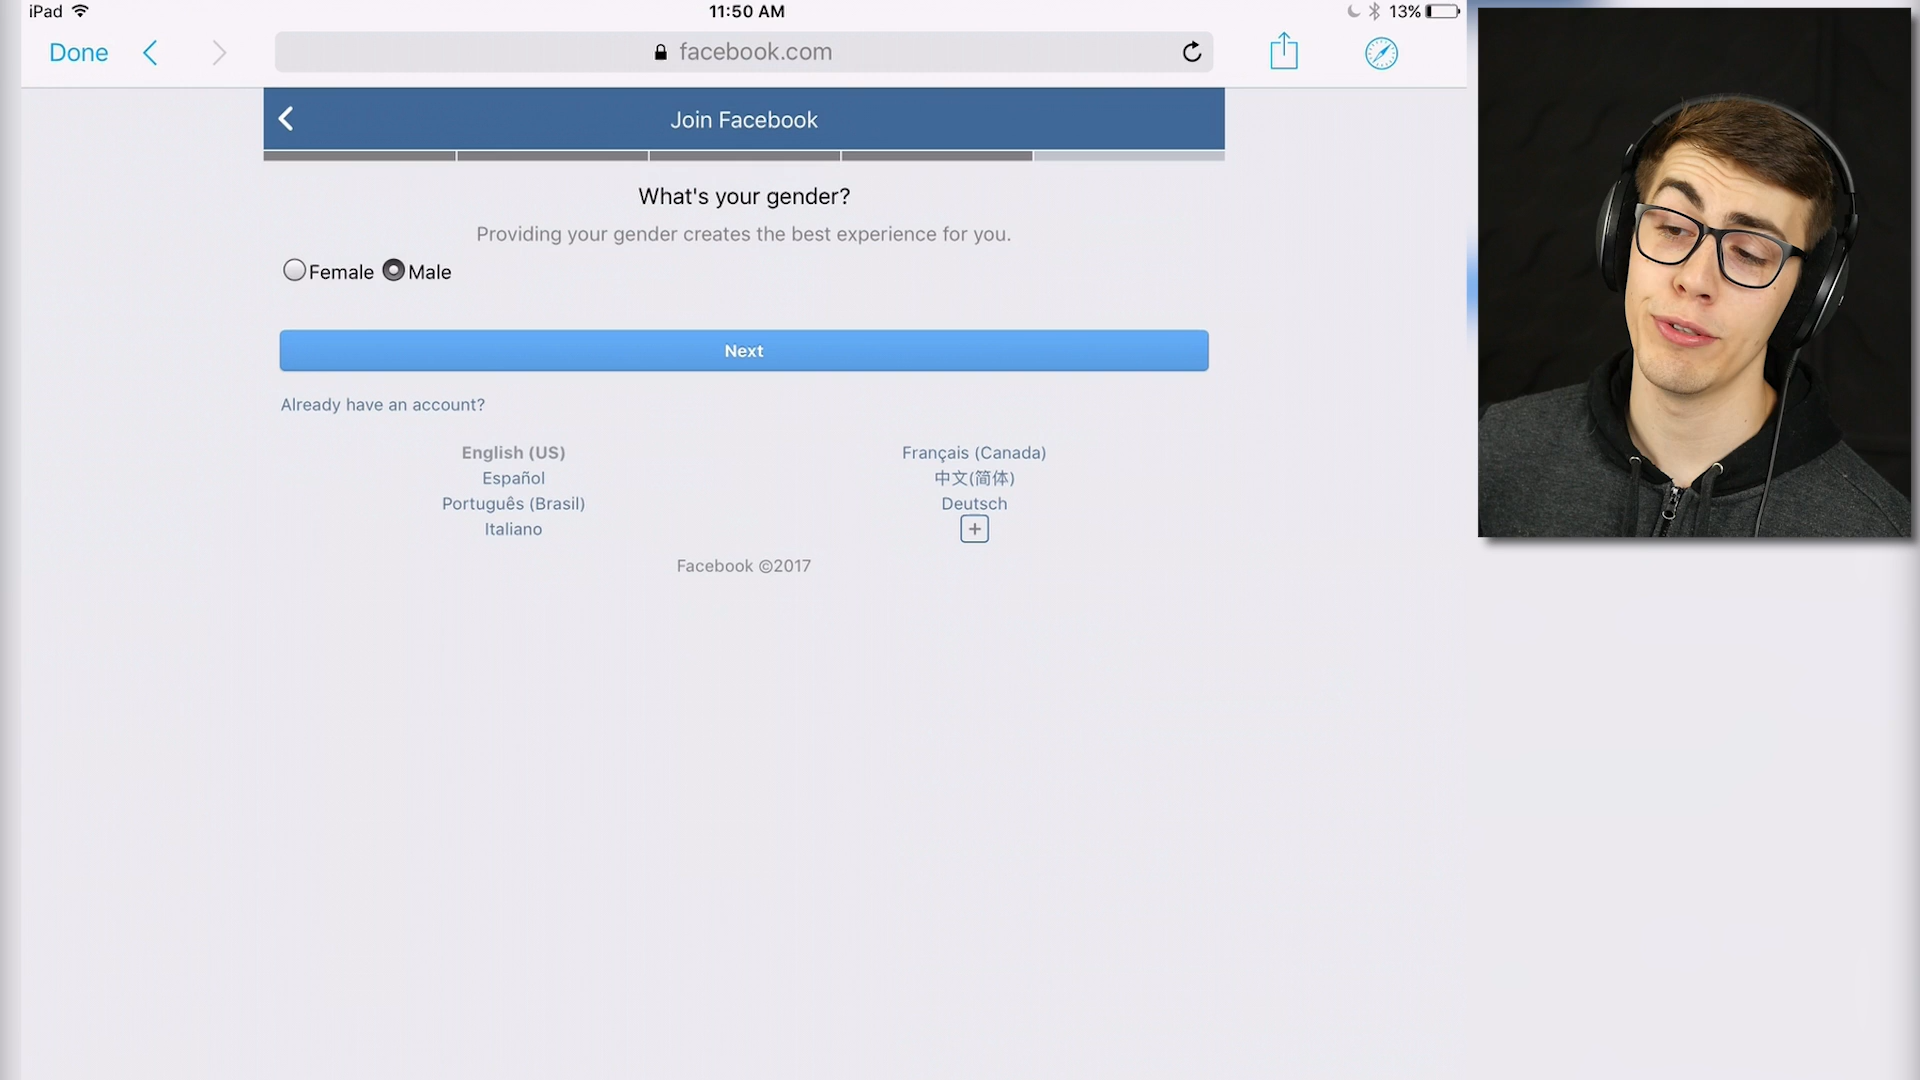 iPad
11:50 AM
13%
Done
facebook.com
Join Facebook
What's your gender?
Providing your gender creates the best experience for you.
Female Male
Next
Already have an account?
English (US)
Français (Canada)
Español
中文(简体)
Português (Brasil)
Deutsch
Italiano
+
Facebook ©2017